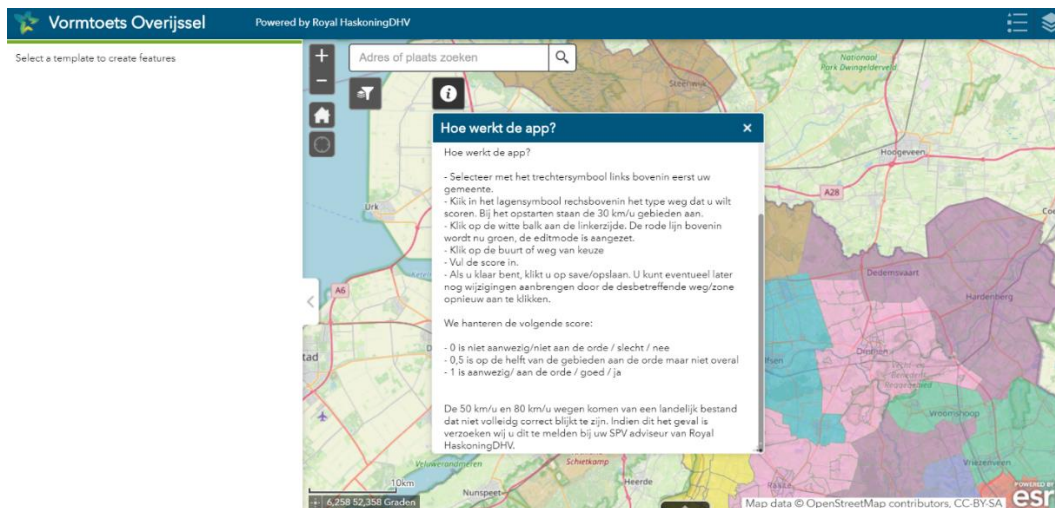 Vormtoets Overijssel
Powered by Royal HaskoningDHV
Select a template to create features
Adres of plaats zoeken
Hoe werkt de app?
Hoe werkt de app?
- Selecteer met het trechtersymbool links bovenin eerst uw
gemeente.
- Kiik in het lagensymbool rechsbovenin het type weg dat u wilt
scoren. Bij het opstarten staan de 30 km/u gebieden aan.
- Klik op de witte balk aan de linkerzijde. De rode lijn bovenin
wordt nu groen, de editmode is aangezet.
- Klik op de buurt of weg van keuze
- Vul de score in.
- Als u klaar bent, klikt u op save/opslaan. U kunt eventueel later
nog wijzigingen aanbrengen door de desbetreffende weg/zone
opnieuw aan te klikken.
We hanteren de volgende score:
- 0 is niet aanwezig/niet aan de orde / slecht / nee
- 0,5 is op de helft van de gebieden aan de orde maar niet overal
- 1 is aanwezig/ aan de orde / goed / ja
De 50 km/u en 80 km/u wegen komen van een landelijk bestand
dat niet volleidg correct blijkt te zijn. Indien dit het geval is
verzoeken wij u dit te melden bij uw SPV adviseur van Royal
HaskoningDHV.
Steenwijk
Nationaal
Park Dwingelderveld
Hoogeveen
A28
Urk
A6
Dedemsvaart
Hardenberg
tad
Ommen
Vroomshoop
Vriezenveen
Veluwerandmeren
Schietkamp
Heerde
Nunspeet
Raalte
10km
6,258 52,358 Graden
Map data © OpenStreetMap contributors, CC-BY-SA
POWERED BY
esri